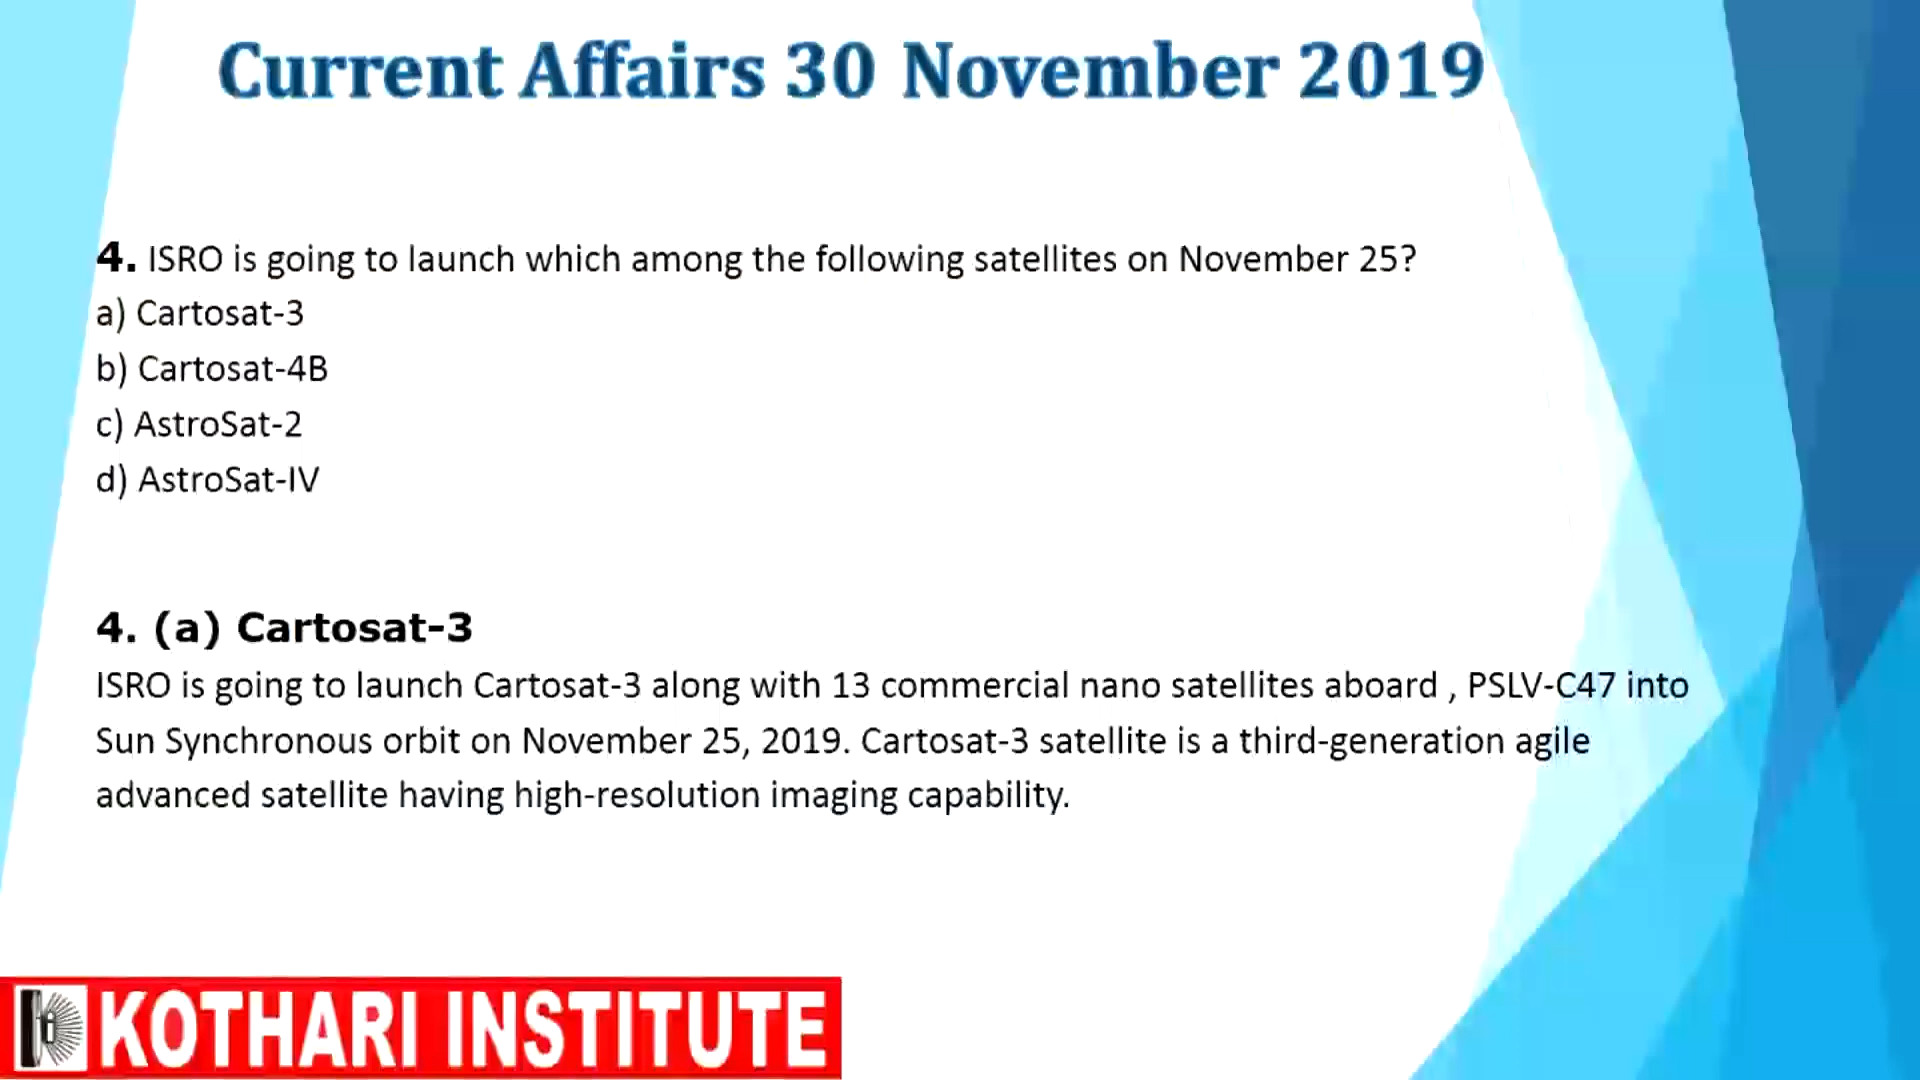 Current Affairs 30 November 2019
4. ISRO is going to launch which among the following satellites on November 25?
a) Cartosat-3
b) Cartosat-4B
c) AstroSat-2
d) AstroSat-IV
4. (a) Cartosat-3
ISRO is going to launch Cartosat-3 along with 13 commercial nano satellites aboard , PSLV-C47 into
Sun Synchronous orbit on November 25, 2019. Cartosat-3 satellite is a third-generation agile
advanced satellite having high-resolution imaging capability.
KOTHARI INSTITUTE